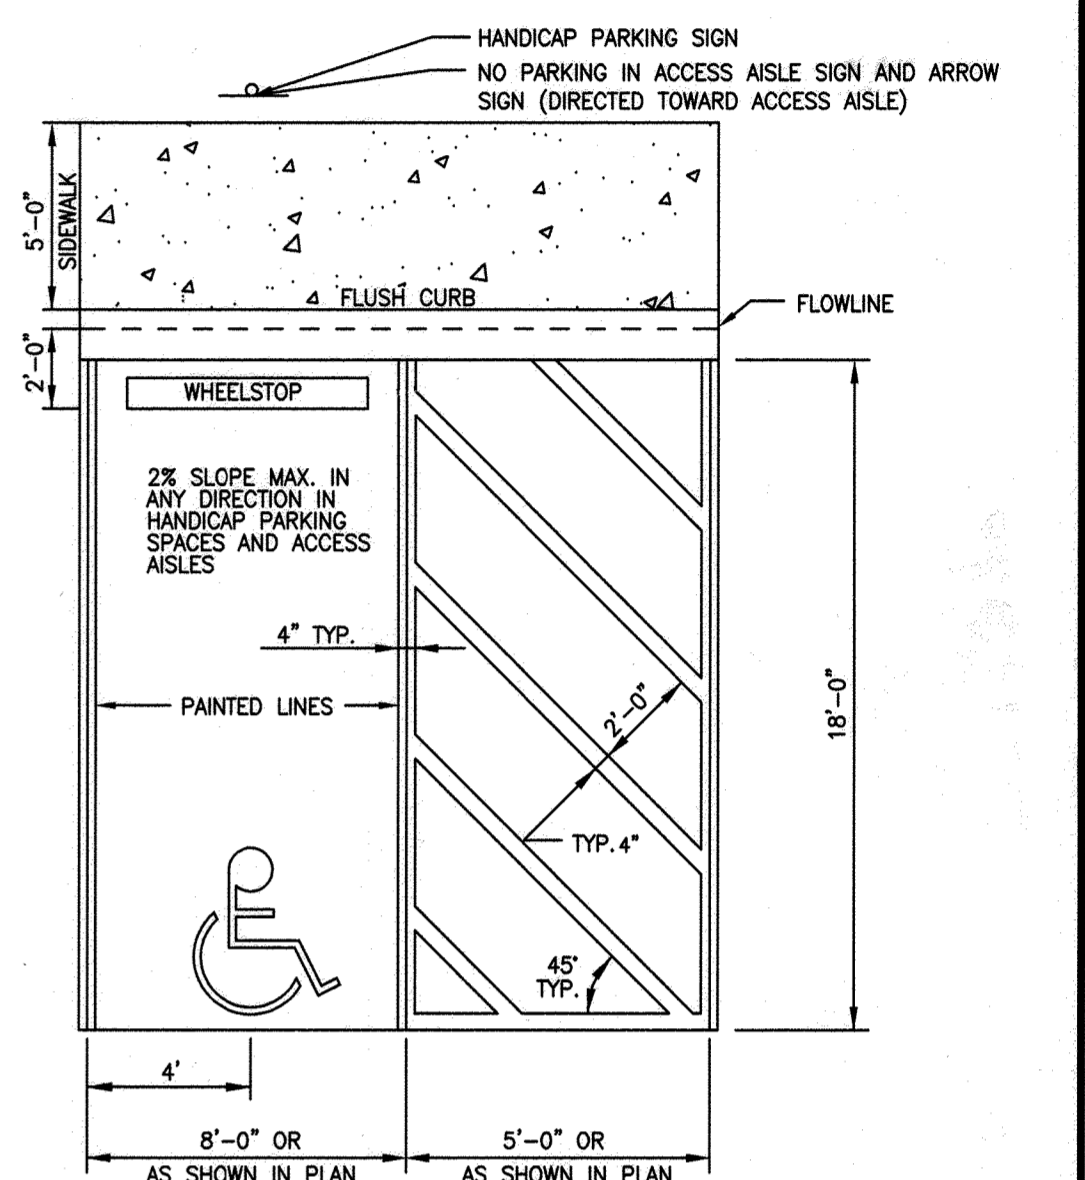 HANDICAP PARKING SIGN
NO PARKING IN ACCESS AISLE SIGN AND ARROW
SIGN (DIRECTED TOWARD ACCESS AISLE)
5'-0"
SIDEWALK
FLUSH CURB
FLOWLINE
2'-0"
WHEELSTOP
2% SLOPE MAX. IN
ANY DIRECTION IN
HANDICAP PARKING
SPACES AND ACCESS
AISLES
4" TYP.
PAINTED LINES
2'-0"
18'-0"
TYP. 4"
45°
TYP.
4'
8'-0" OR
AS SHOWN IN PLAN
5'-0" OR
AS SHOWN IN PLAN